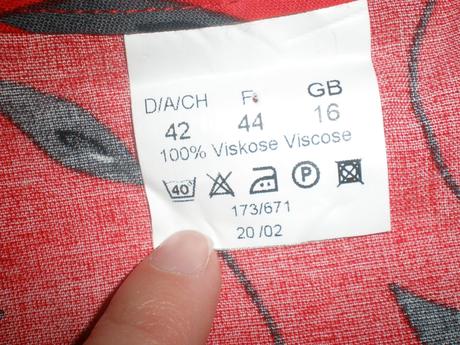 D/A/CH F GB
42 44 16
100% Viskose Viscose
40 P
173/671
20/02